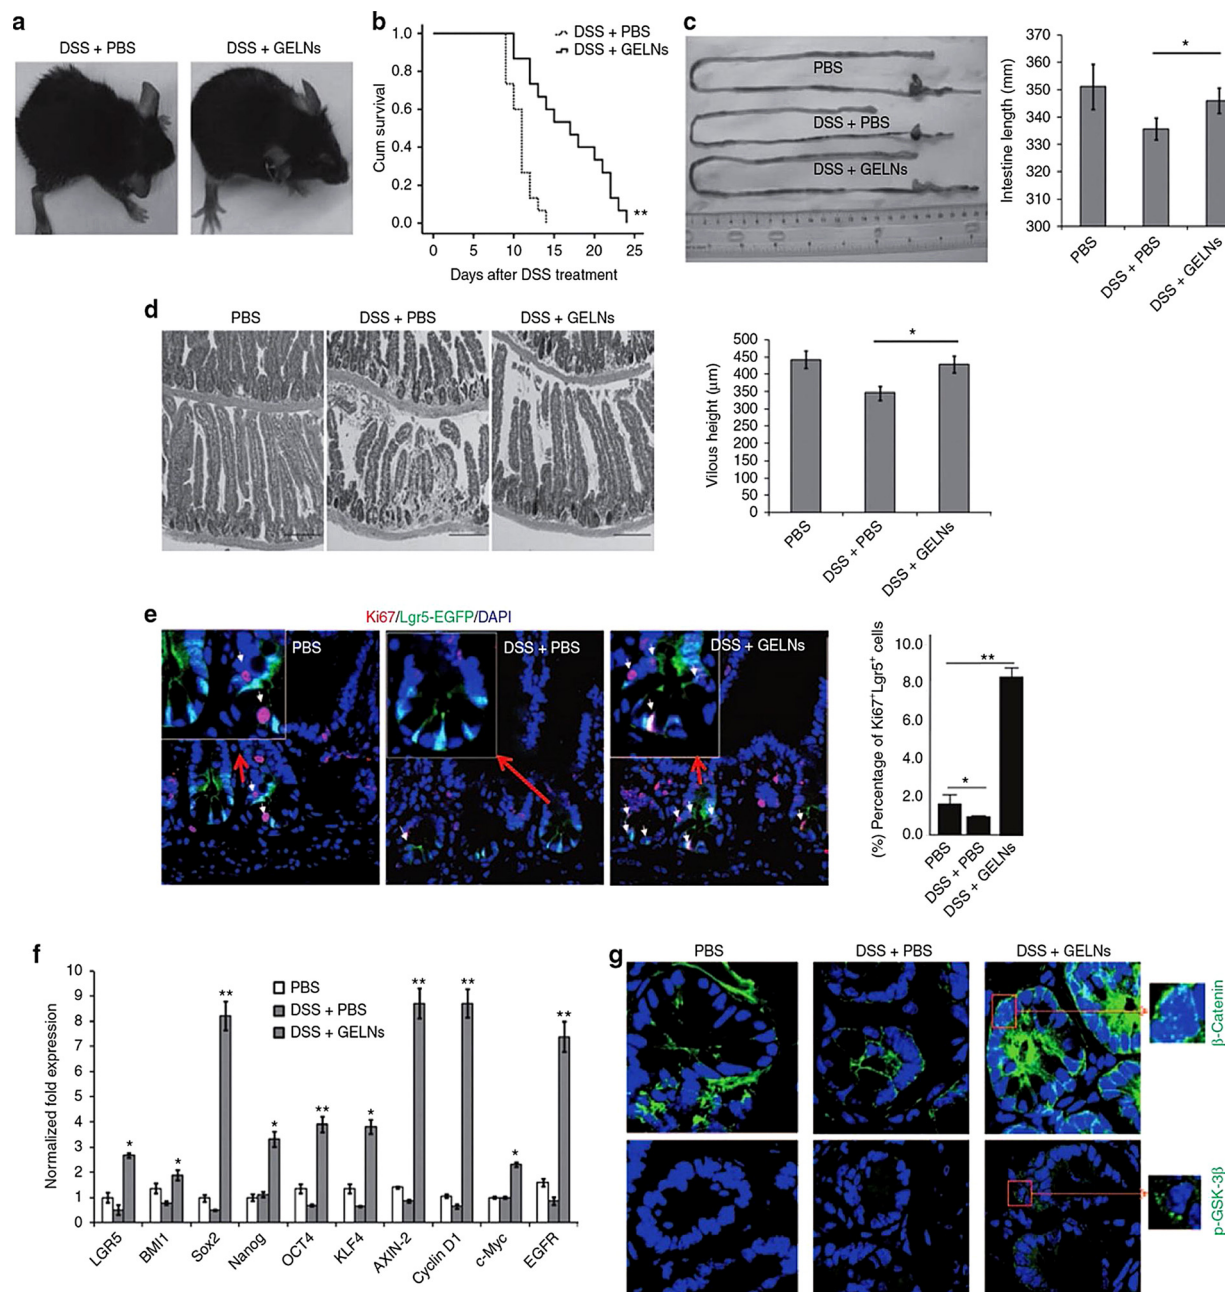 a
DSS + PBS
DSS + GELNs
b
DSS + PBS
DSS + GELNs
Cum survival
1.0
0.8
0.6
0.4
0.2
0.0
**
0
5
10
15
20
25
Days after DSS treatment
c
PBS
DSS + PBS
DSS + GELNs
Intestine length (mm)
370
360
350
340
330
320
310
300
*
PBS
DSS + PBS
DSS + GELNs
d
PBS
DSS + PBS
DSS + GELNs
Vilous height (μm)
500
450
400
350
300
250
200
150
100
50
0
*
PBS
DSS + PBS
DSS + GELNs
e
Ki67/Lgr5-EGFP/DAPI
PBS
DSS + PBS
DSS + GELNs
(%) Percentage of Ki67⁺Lgr5⁺ cells
10.0
8.0
6.0
4.0
2.0
0.0
**
*
PBS
DSS + PBS
DSS + GELNs
f
Normalized fold expression
10
9
8
7
6
5
4
3
2
1
0
PBS
DSS + PBS
DSS + GELNs
*
*
**
*
**
*
**
**
*
**
LGR5
BMI1
Sox2
Nanog
OCT4
KLF4
AXIN-2
Cyclin D1
c-Myc
EGFR
g
PBS
DSS + PBS
DSS + GELNs
β-Catenin
p-GSK-3β